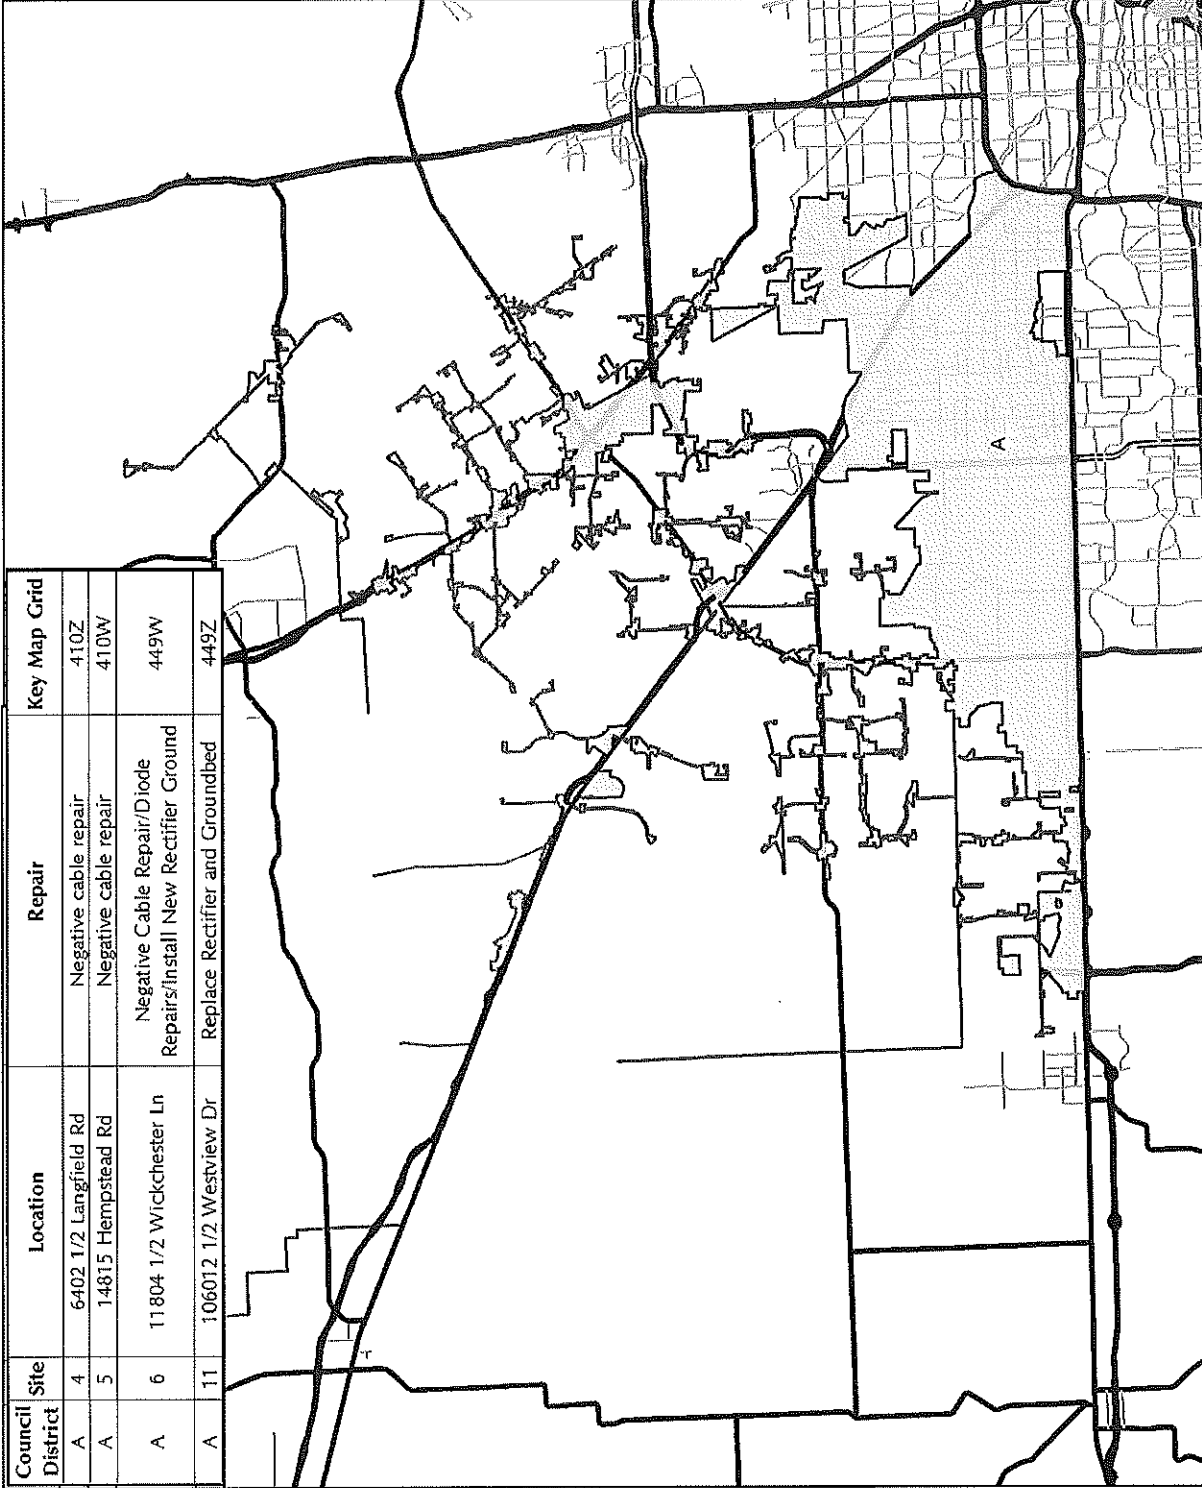 Council District Site Location Repair Key Map Grid
A 4 6402 1/2 Langfield Rd Negative cable repair 410Z
A 5 14815 Hempstead Rd Negative cable repair 410W
A 6 11804 1/2 Wickchester Ln Negative Cable Repair/Diode Repairs/Install New Rectifier Ground 449W
A 11 106012 1/2 Westview Dr Replace Rectifier and Groundbed 449Z
A